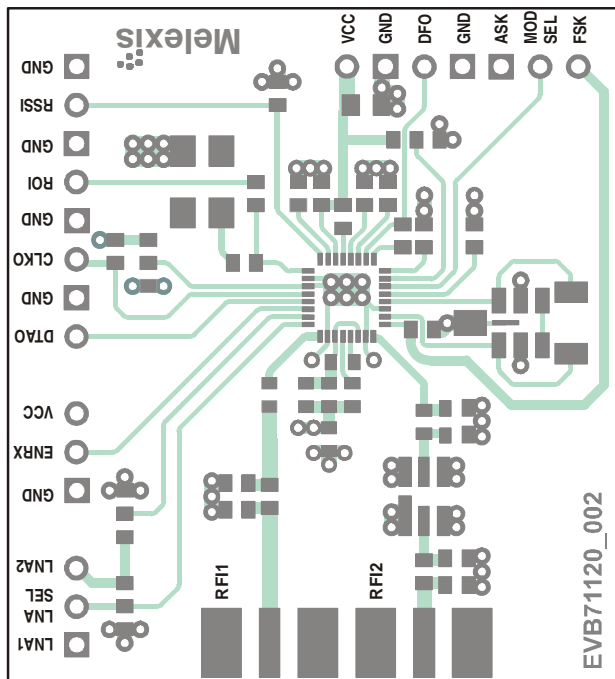 Melexis
VCC
GND
DFO
GND
ASK
MOD
SEL
FSK
GND
RSSI
GND
ROI
GND
CLKO
GND
DTAO
VCC
ENRX
GND
LNA2
SEL
LNA
LNA1
RFI1
RFI2
EVB71120_002